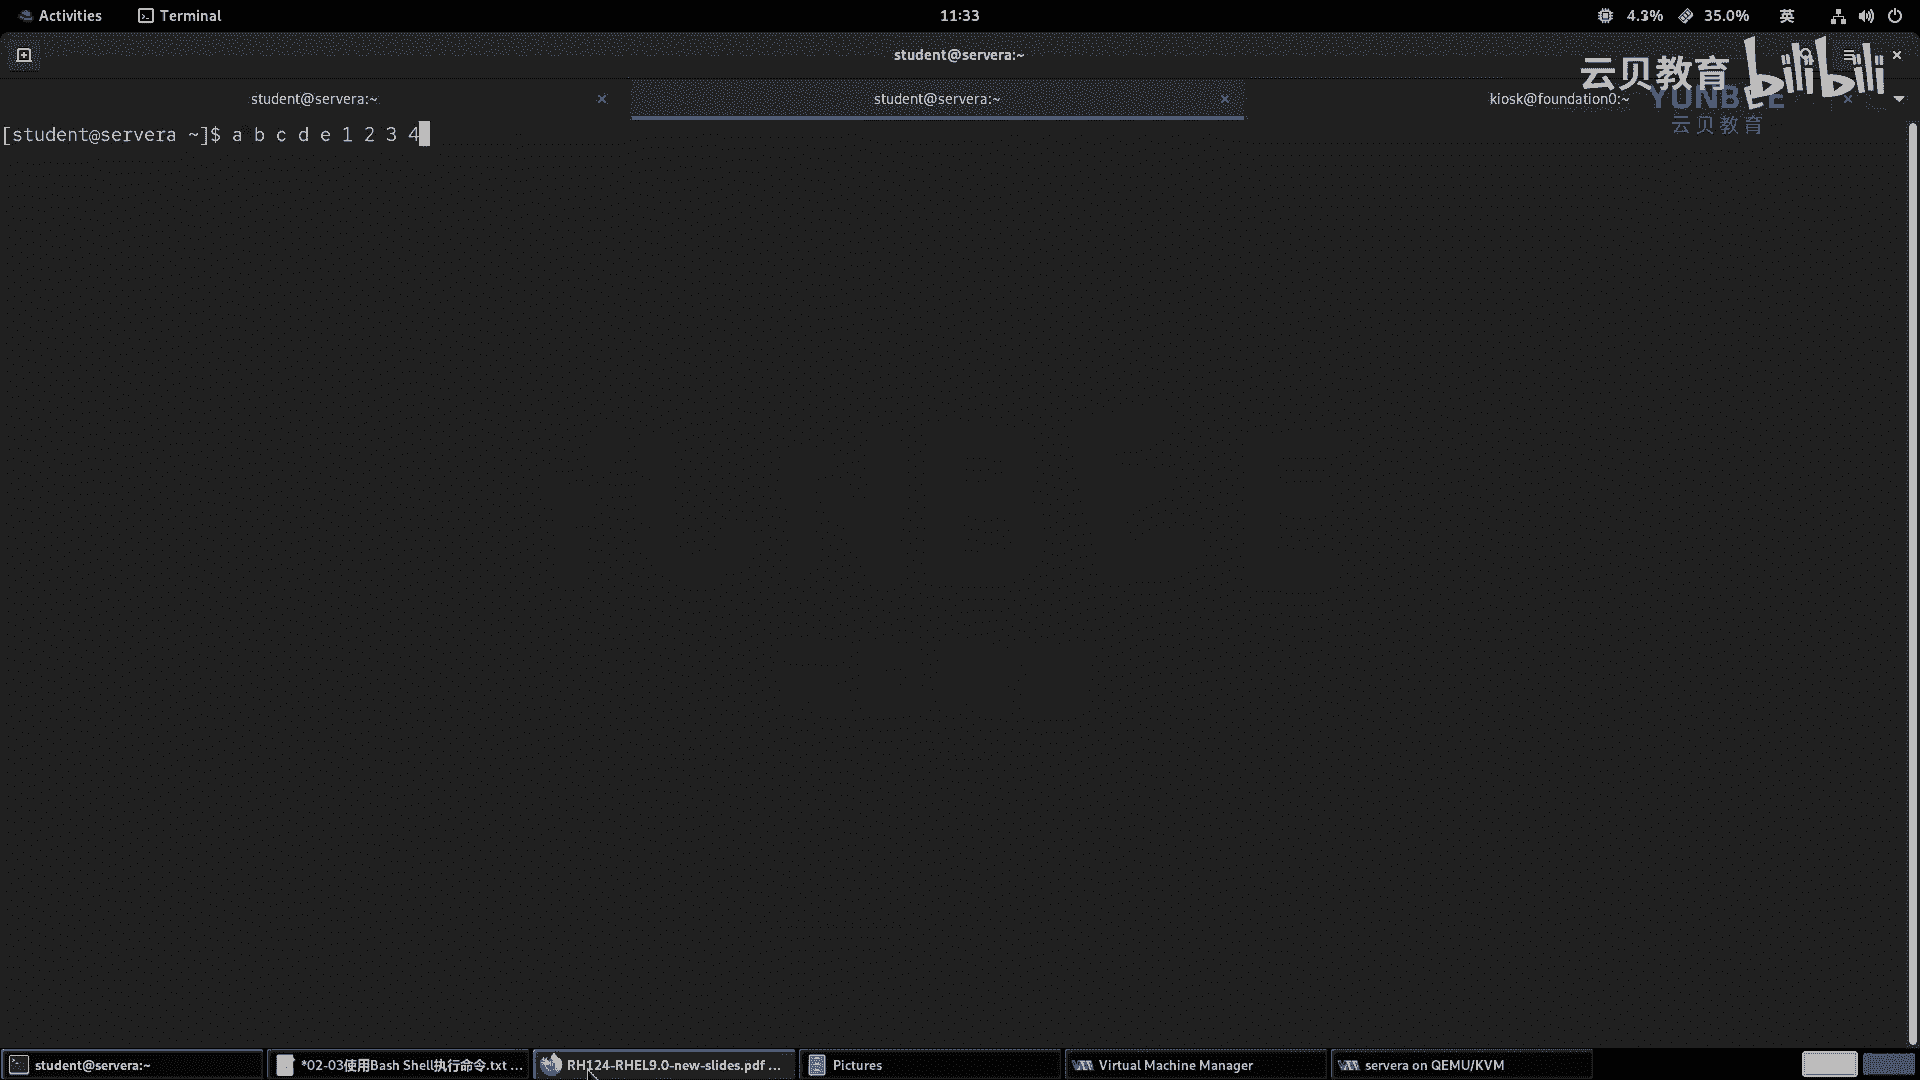 Activities
Terminal
11:33
4.3%
35.0%
英
student@servera:~
云贝教育
bilibili
student@servera:~
student@servera:~
kiosk@foundation0:~
云贝教育
[student@servera ~]$ a b c d e 1 2 3 4
student@servera:~
*02-03使用Bash Shell执行命令.txt ...
RH124-RHEL9.0-new-slides.pdf ...
Pictures
Virtual Machine Manager
servera on QEMU/KVM